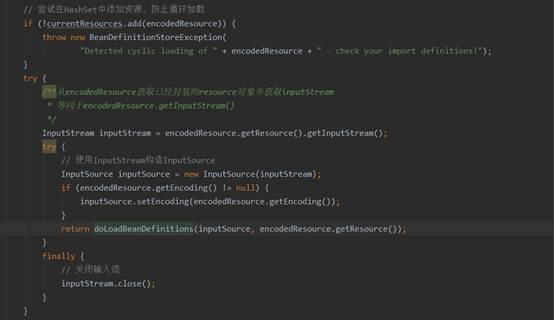 // 尝试在HashSet中添加资源，防止循环加载
if (!currentResources.add(encodedResource)) {
throw new BeanDefinitionStoreException(
"Detected cyclic loading of " + encodedResource + " - check your import definitions!");
}
try {
/**从encodedResource获取已经封装的resource对象并获取inputStream
* 等同于encodedResource.getInputStream()
*/
InputStream inputStream = encodedResource.getResource().getInputStream();
try {
// 使用InputStream构造InputSource
InputSource inputSource = new InputSource(inputStream);
if (encodedResource.getEncoding() != null) {
inputSource.setEncoding(encodedResource.getEncoding());
}
return doLoadBeanDefinitions(inputSource, encodedResource.getResource());
}
finally {
// 关闭输入流
inputStream.close();
}
}